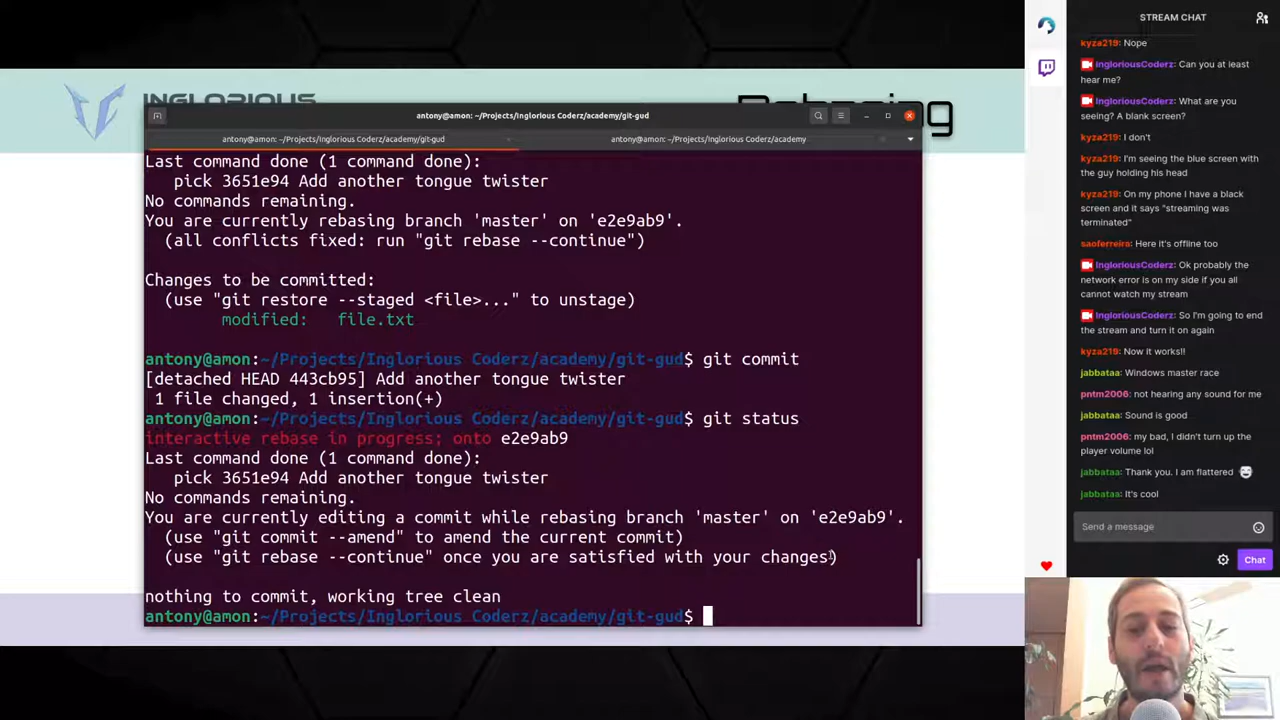 INGLORIOUS
antony@amon: ~/Projects/Inglorious Coderz/academy/git-gud
antony@amon: ~/Projects/Inglorious Coderz/academy/git-gud
antony@amon: ~/Projects/Inglorious Coderz/academy
Last command done (1 command done):
pick 3651e94 Add another tongue twister
No commands remaining.
You are currently rebasing branch 'master' on 'e2e9ab9'.
(all conflicts fixed: run "git rebase --continue")
Changes to be committed:
(use "git restore --staged <file>..." to unstage)
modified: file.txt
antony@amon:~/Projects/Inglorious Coderz/academy/git-gud$ git commit
[detached HEAD 443cb95] Add another tongue twister
1 file changed, 1 insertion(+)
antony@amon:~/Projects/Inglorious Coderz/academy/git-gud$ git status
interactive rebase in progress; onto e2e9ab9
Last command done (1 command done):
pick 3651e94 Add another tongue twister
No commands remaining.
You are currently editing a commit while rebasing branch 'master' on 'e2e9ab9'.
(use "git commit --amend" to amend the current commit)
(use "git rebase --continue" once you are satisfied with your changes)
nothing to commit, working tree clean
antony@amon:~/Projects/Inglorious Coderz/academy/git-gud$
STREAM CHAT
kyza219: Nope
IngloriousCoderz: Can you at least
hear me?
IngloriousCoderz: What are you
seeing? A blank screen?
kyza219: I don't
kyza219: I'm seeing the blue screen with
the guy holding his head
kyza219: On my phone I have a black
screen and it says "streaming was
terminated"
saoferreiro: Here it's offline too
IngloriousCoderz: Ok probably the
network error is on my side if you all
cannot watch my stream
IngloriousCoderz: So I'm going to end
the stream and turn it on again
kyza219: Now it works!!
jabbataa: Windows master race
pntm2006: not hearing any sound for me
jabbataa: Sound is good
pntm2006: my bad, I didn't turn up the
player volume lol
jabbataa: Thank you. I am flattered
jabbataa: It's cool
Send a message
Chat